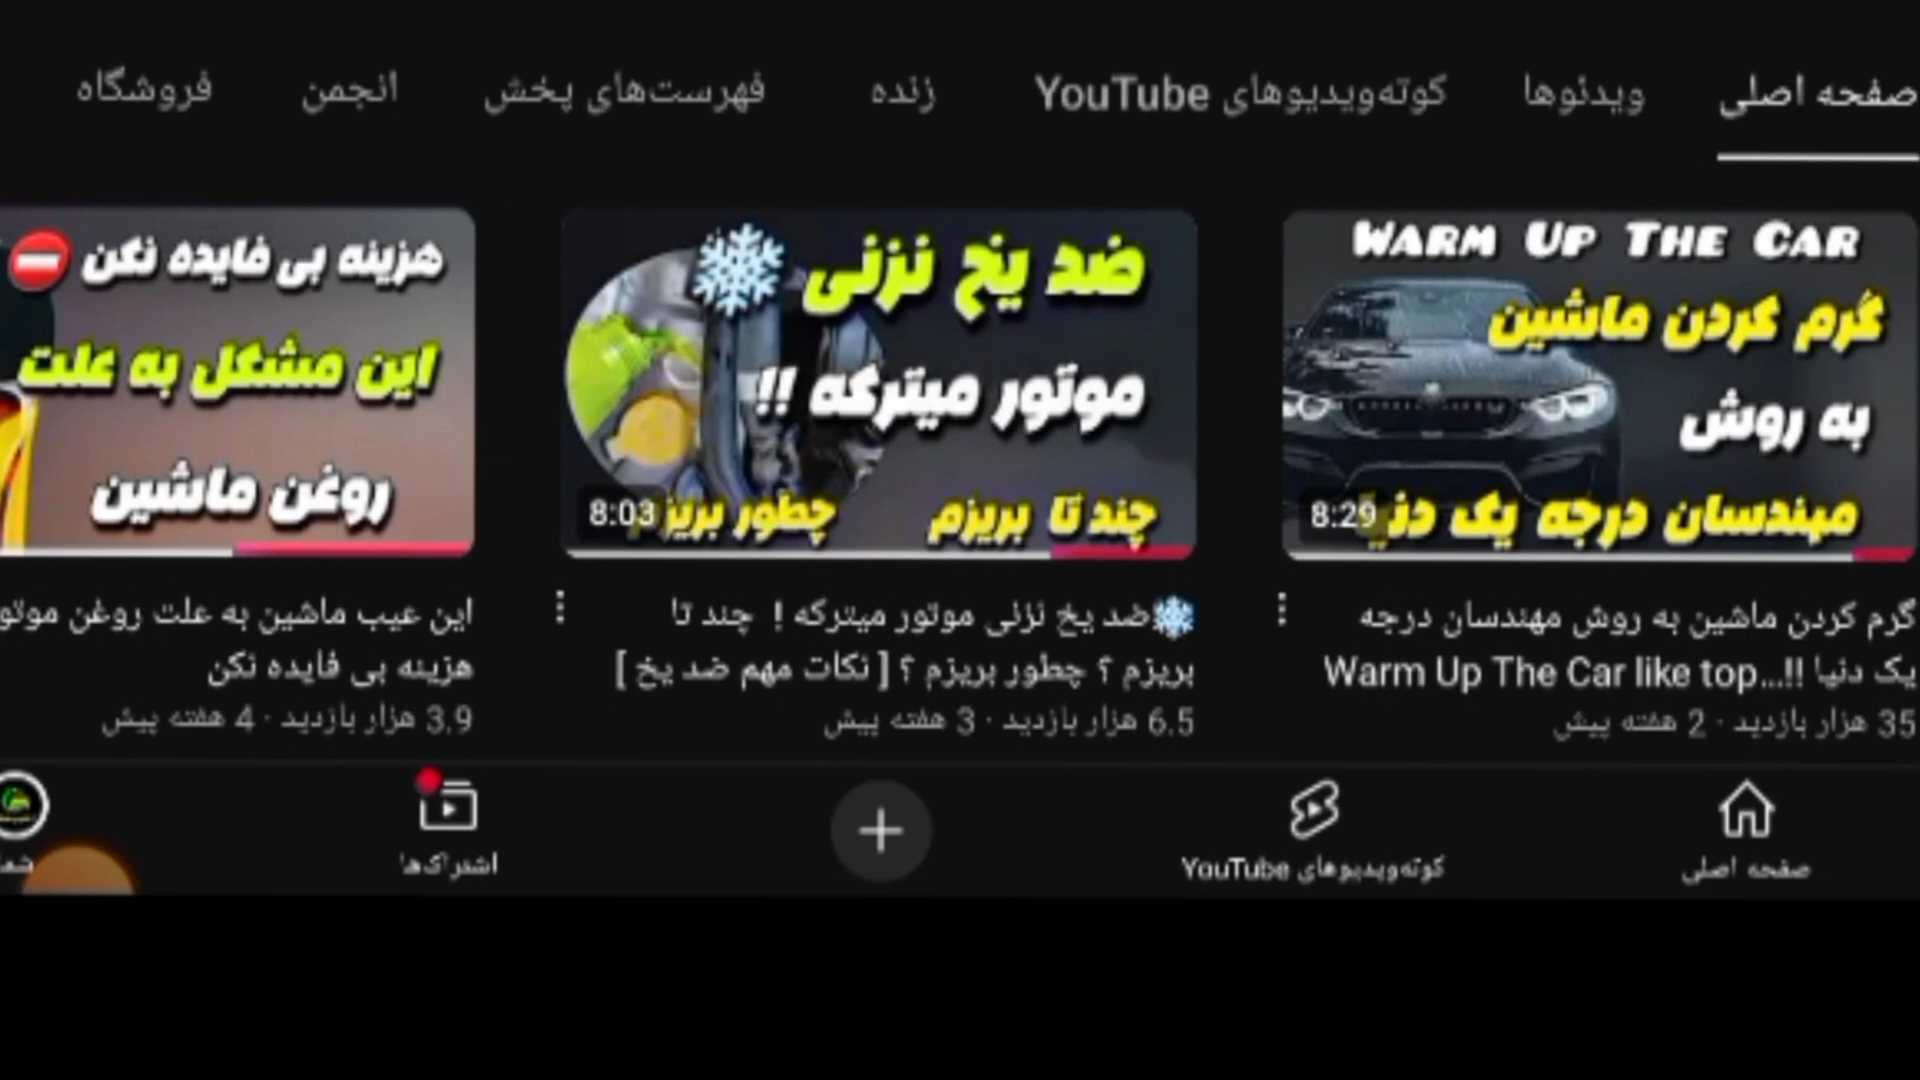 صفحه اصلی
ویدئوها
کوته‌ویدیوهای YouTube
زنده
فهرست‌های پخش
انجمن
فروشگاه
WARM UP THE CAR
گرم کردن ماشین
به روش
مهندسان درجه یک دنیا
8:29
گرم کردن ماشین به روش مهندسان درجه
یک دنیا !!...Warm Up The Car like top
35 هزار بازدید · 2 هفته پیش
ضد یخ نزنی
موتور میترکه !!
چند تا بریزم
چطور بریزم
8:03
ضد یخ نزنی موتور میترکه ! چند تا
بریزم ؟ چطور بریزم ؟ [ نکات مهم ضد یخ ]
6.5 هزار بازدید · 3 هفته پیش
هزینه بی فایده نکن
این مشکل به علت
روغن ماشین
این عیب ماشین به علت روغن
هزینه بی فایده نکن
3.9 هزار بازدید · 4 هفته پیش
صفحه اصلی
کوته‌ویدیوهای YouTube
اشتراک‌ها
شما